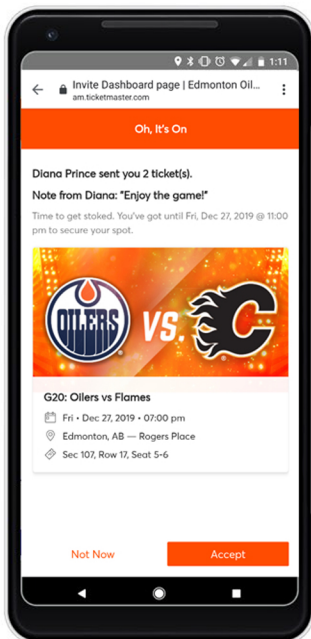 1:11
Invite Dashboard page | Edmonton Oil...
am.ticketmaster.com
Oh, It's On
Diana Prince sent you 2 ticket(s).
Note from Diana: "Enjoy the game!"
Time to get stoked. You've got until Fri, Dec 27, 2019 @ 11:00
pm to secure your spot.
OILERS VS.
G20: Oilers vs Flames
Fri • Dec 27, 2019 • 07:00 pm
Edmonton, AB — Rogers Place
Sec 107, Row 17, Seat 5-6
Not Now Accept